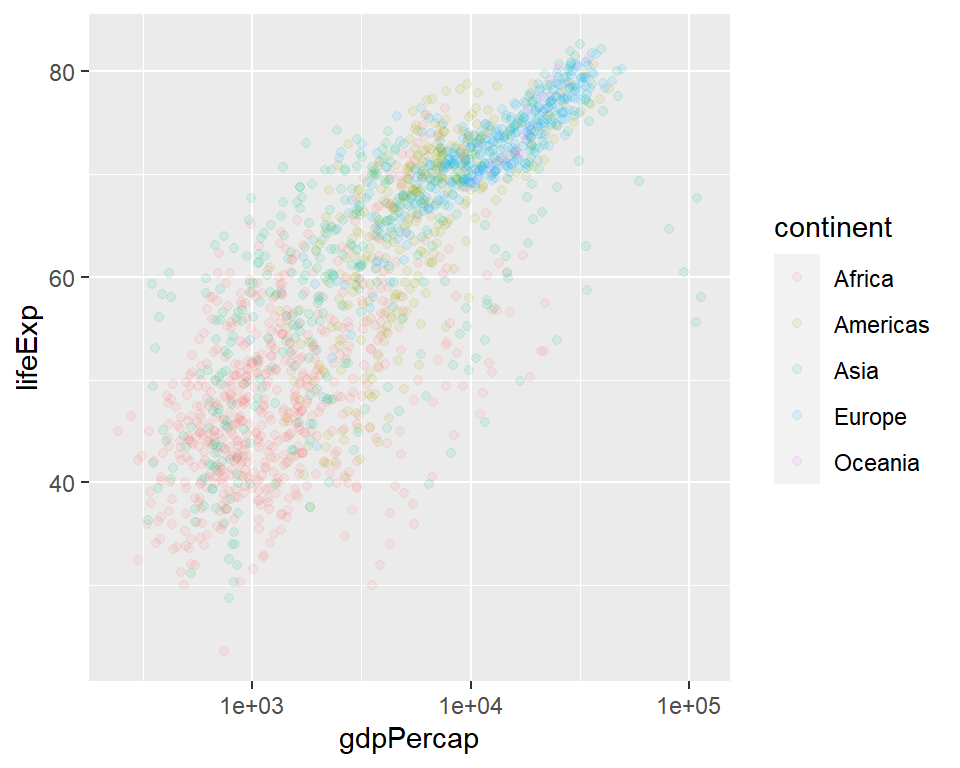 80
60
40
lifeExp
1e+03 1e+04 1e+05
gdpPercap
continent
Africa
Americas
Asia
Europe
Oceania